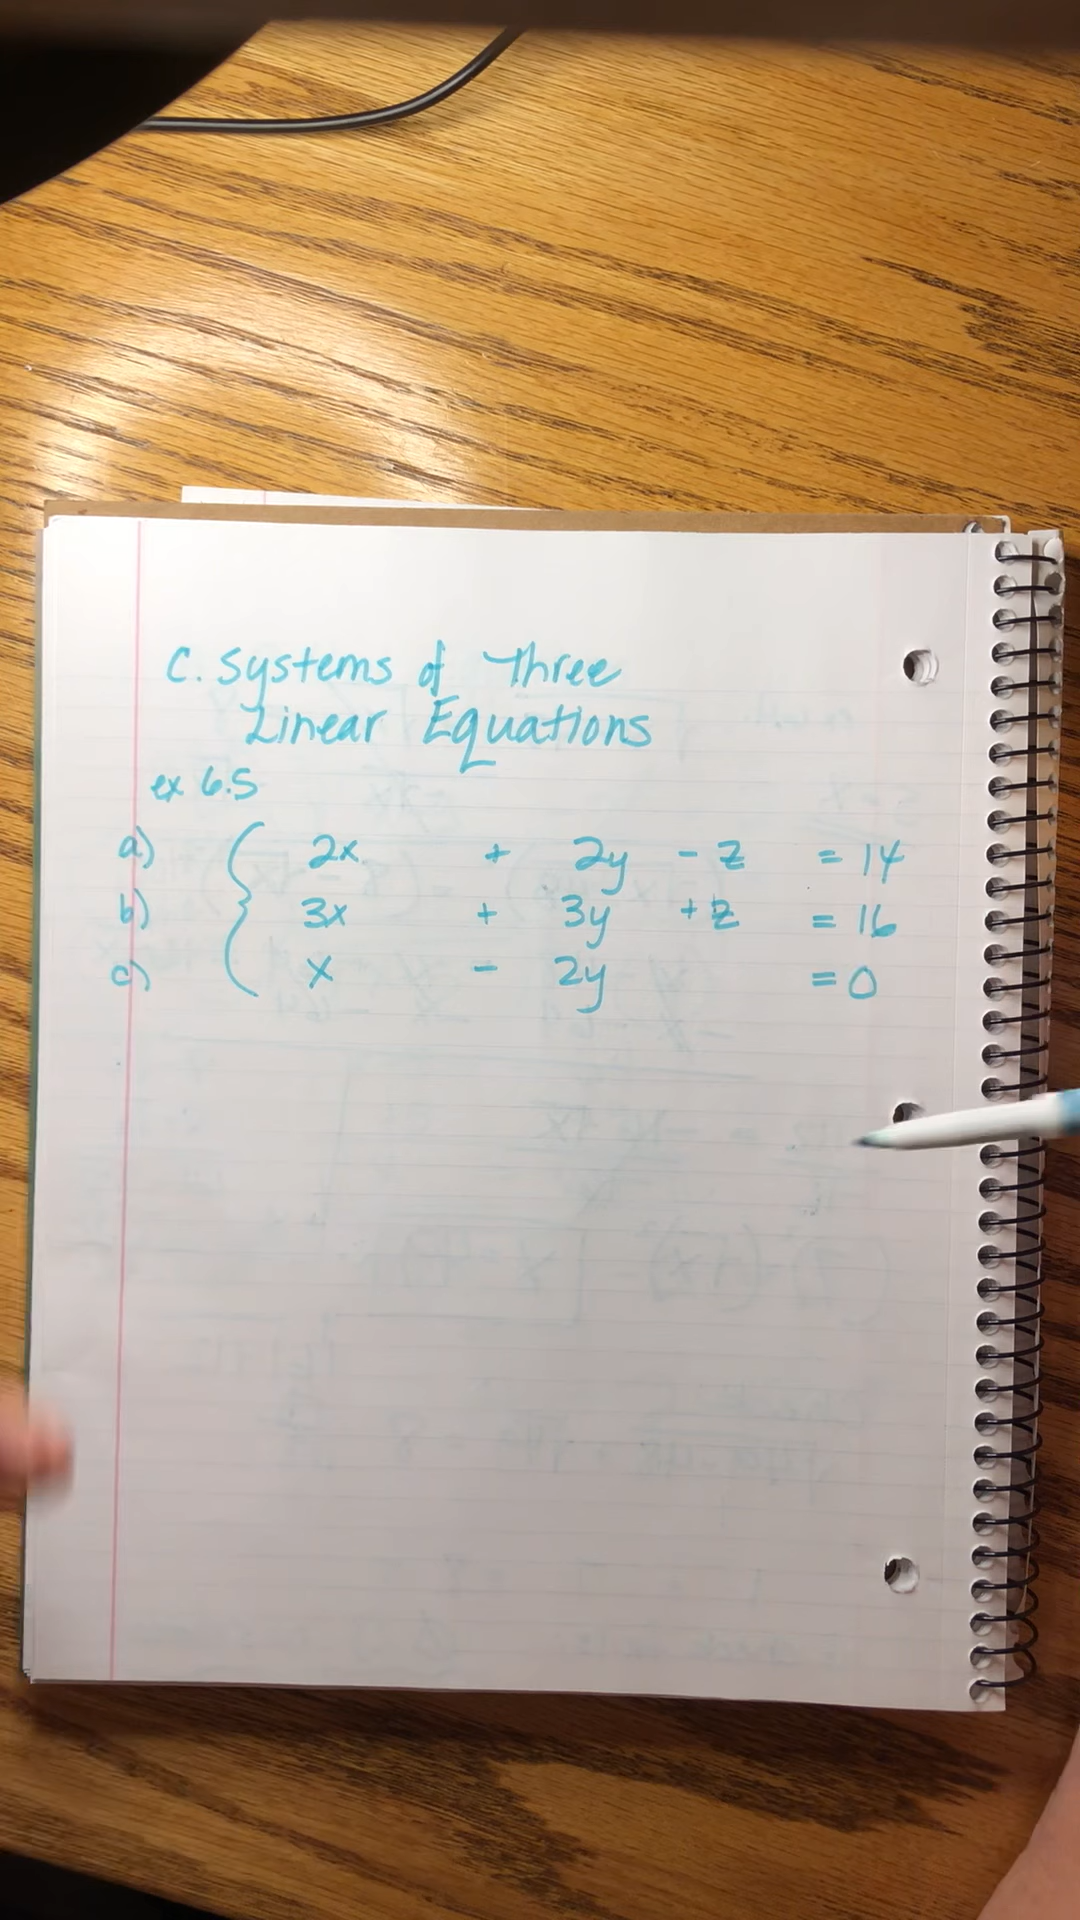 C. Systems of Three
Linear Equations
ex 6.5
a) { 2x + 2y - z = 14
b) 3x + 3y + z = 16
c) x - 2y = 0